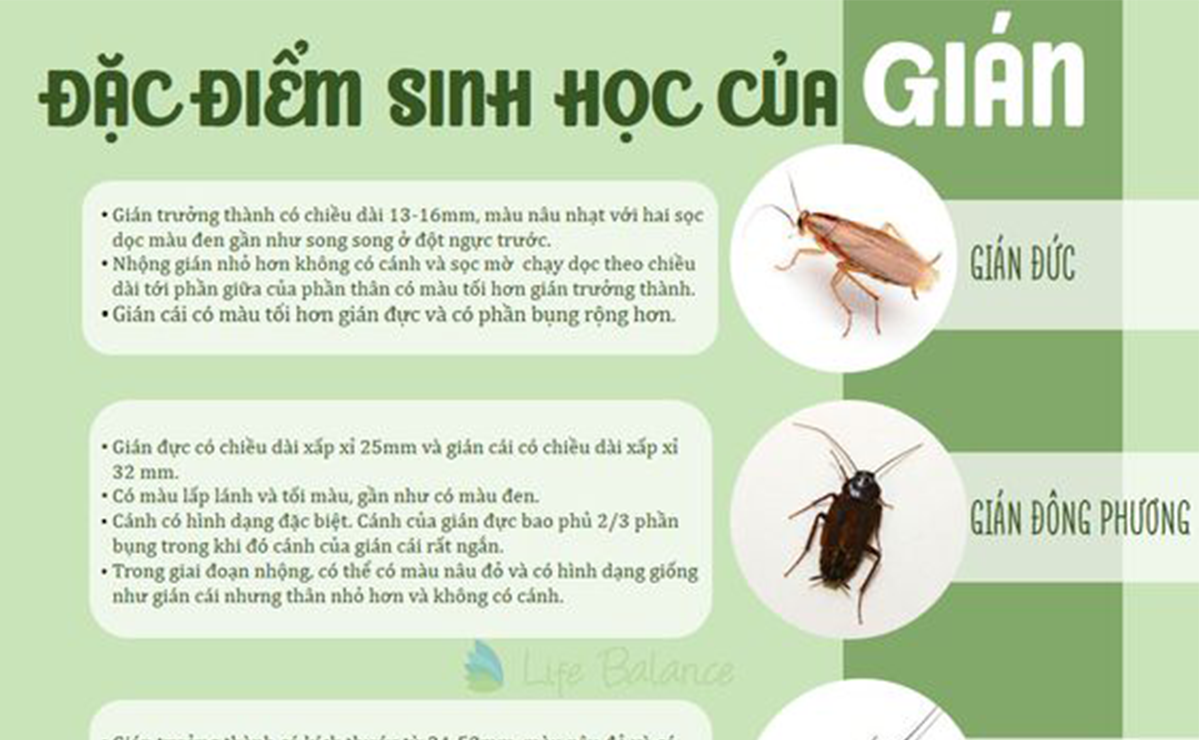 ĐẶC ĐIỂM SINH HỌC CỦA GIÁN
• Gián trưởng thành có chiều dài 13-16mm, màu nâu nhạt với hai sọc
dọc màu đen gần như song song ở đột ngực trước.
• Nhộng gián nhỏ hơn không có cánh và sọc mờ chạy dọc theo chiều
dài tới phần giữa của phần thân có màu tối hơn gián trưởng thành.
• Gián cái có màu tối hơn gián đực và có phần bụng rộng hơn.
GIÁN ĐỨC
• Gián đực có chiều dài xấp xỉ 25mm và gián cái có chiều dài xấp xỉ
32 mm.
• Có màu lấp lánh và tối màu, gần như có màu đen.
• Cánh có hình dạng đặc biệt. Cánh của gián đực bao phủ 2/3 phần
bụng trong khi đó cánh của gián cái rất ngắn.
• Trong giai đoạn nhộng, có thể có màu nâu đỏ và có hình dạng giống
như gián cái nhưng thân nhỏ hơn và không có cánh.
GIÁN ĐÔNG PHƯƠNG
Life Balance